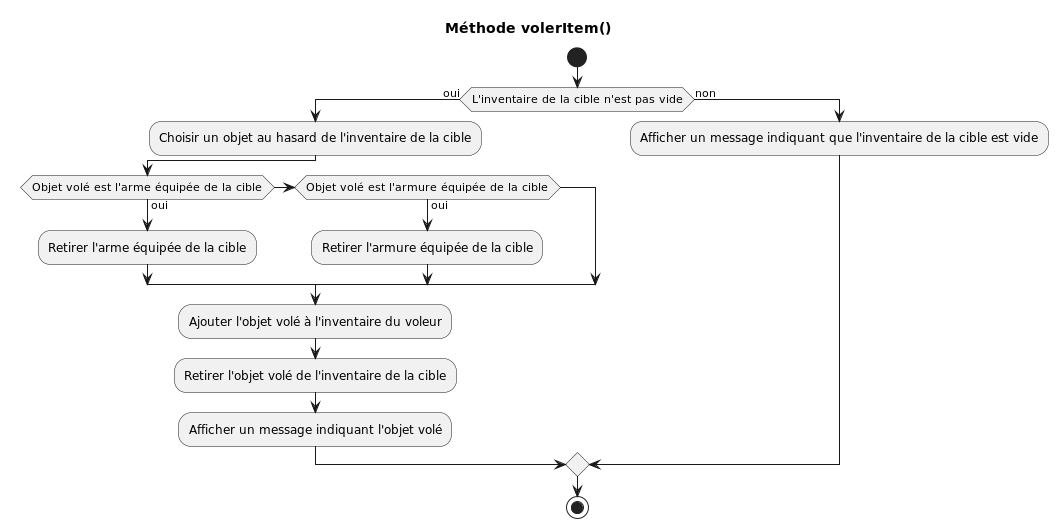 Méthode volerItem()
oui
L'inventaire de la cible n'est pas vide
non
Choisir un objet au hasard de l'inventaire de la cible
Afficher un message indiquant que l'inventaire de la cible est vide
Objet volé est l'arme équipée de la cible
Objet volé est l'armure équipée de la cible
oui
oui
Retirer l'arme équipée de la cible
Retirer l'armure équipée de la cible
Ajouter l'objet volé à l'inventaire du voleur
Retirer l'objet volé de l'inventaire de la cible
Afficher un message indiquant l'objet volé